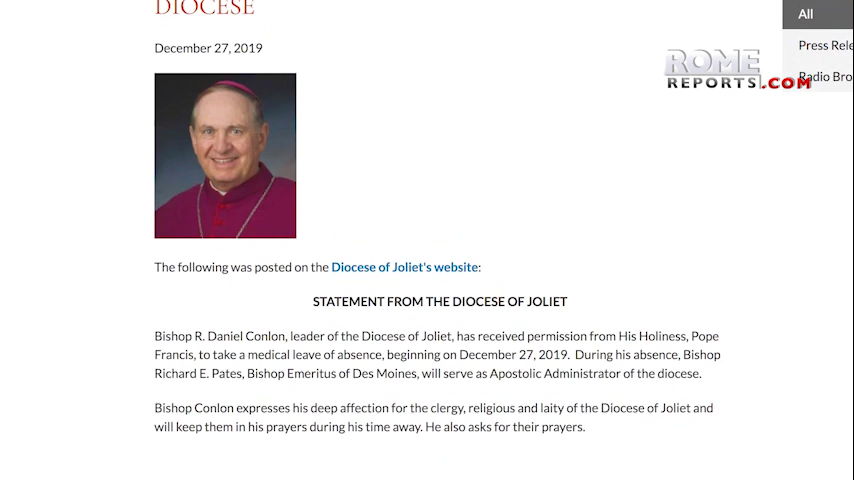 DIOCESE
All
December 27, 2019
Press Rele
ROME
REPORTS.COM
Radio Bro
The following was posted on the Diocese of Joliet's website:
STATEMENT FROM THE DIOCESE OF JOLIET
Bishop R. Daniel Conlon, leader of the Diocese of Joliet, has received permission from His Holiness, Pope
Francis, to take a medical leave of absence, beginning on December 27, 2019.  During his absence, Bishop
Richard E. Pates, Bishop Emeritus of Des Moines, will serve as Apostolic Administrator of the diocese.
Bishop Conlon expresses his deep affection for the clergy, religious and laity of the Diocese of Joliet and
will keep them in his prayers during his time away. He also asks for their prayers.